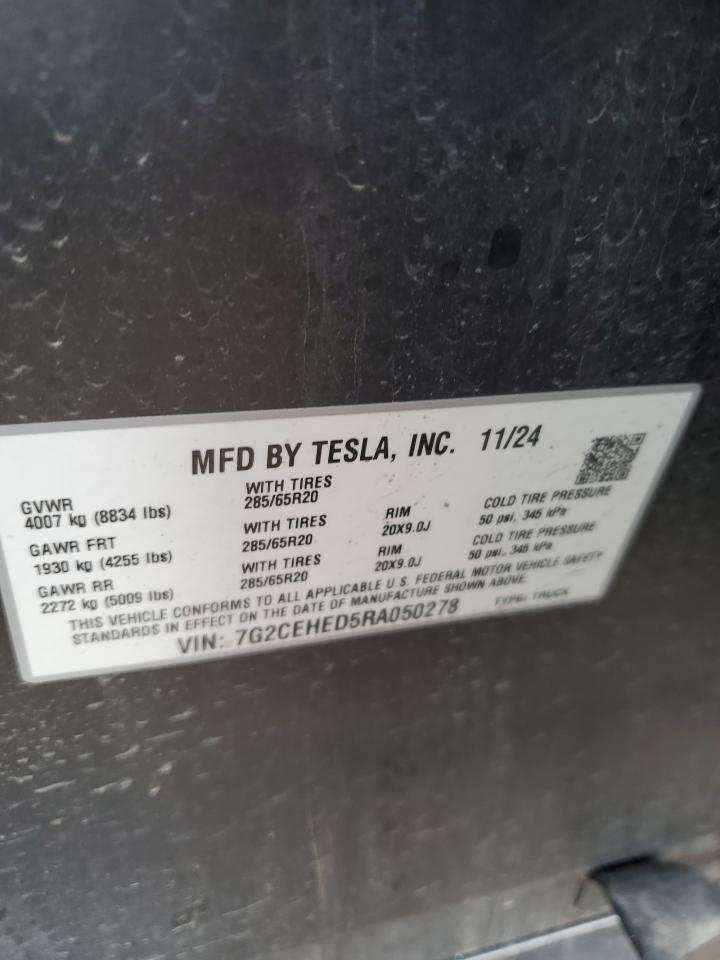 MFD BY TESLA, INC. 11/24
GVWR
4007 kg (8834 lbs)
WITH TIRES
285/65R20
GAWR FRT
1930 kg (4255 lbs)
WITH TIRES
285/65R20
RIM
20X9.0J
COLD TIRE PRESSURE
50 psi, 345 kPa
GAWR RR
2272 kg (5009 lbs)
WITH TIRES
285/65R20
RIM
20X9.0J
COLD TIRE PRESSURE
50 psi, 345 kPa
THIS VEHICLE CONFORMS TO ALL APPLICABLE U.S. FEDERAL MOTOR VEHICLE SAFETY
STANDARDS IN EFFECT ON THE DATE OF MANUFACTURE SHOWN ABOVE.
VIN: 7G2CEHED5RA050278 TYPE: TRUCK